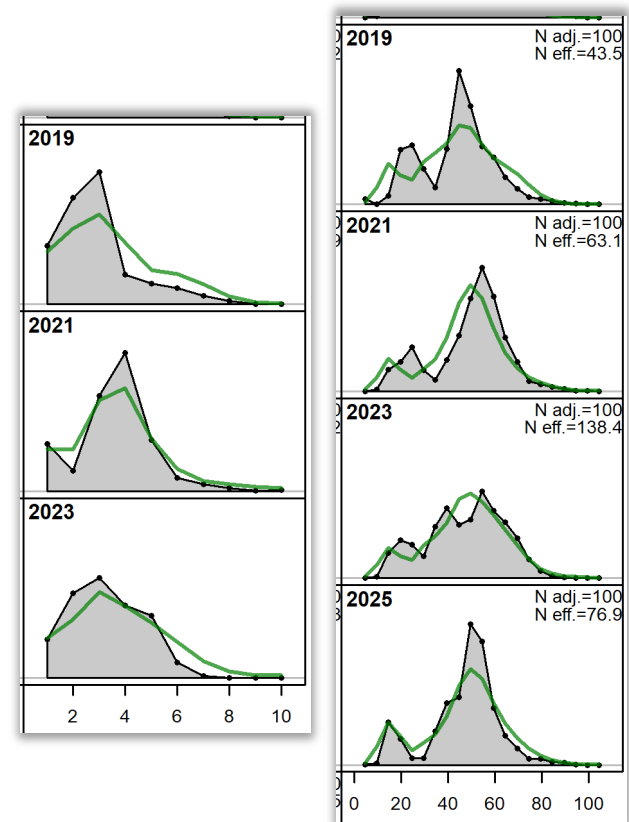 2019
2021
2023
2 4 6 8 10
2019 N adj.=100
N eff.=43.5
2021 N adj.=100
N eff.=63.1
2023 N adj.=100
N eff.=138.4
2025 N adj.=100
N eff.=76.9
0 20 40 60 80 100